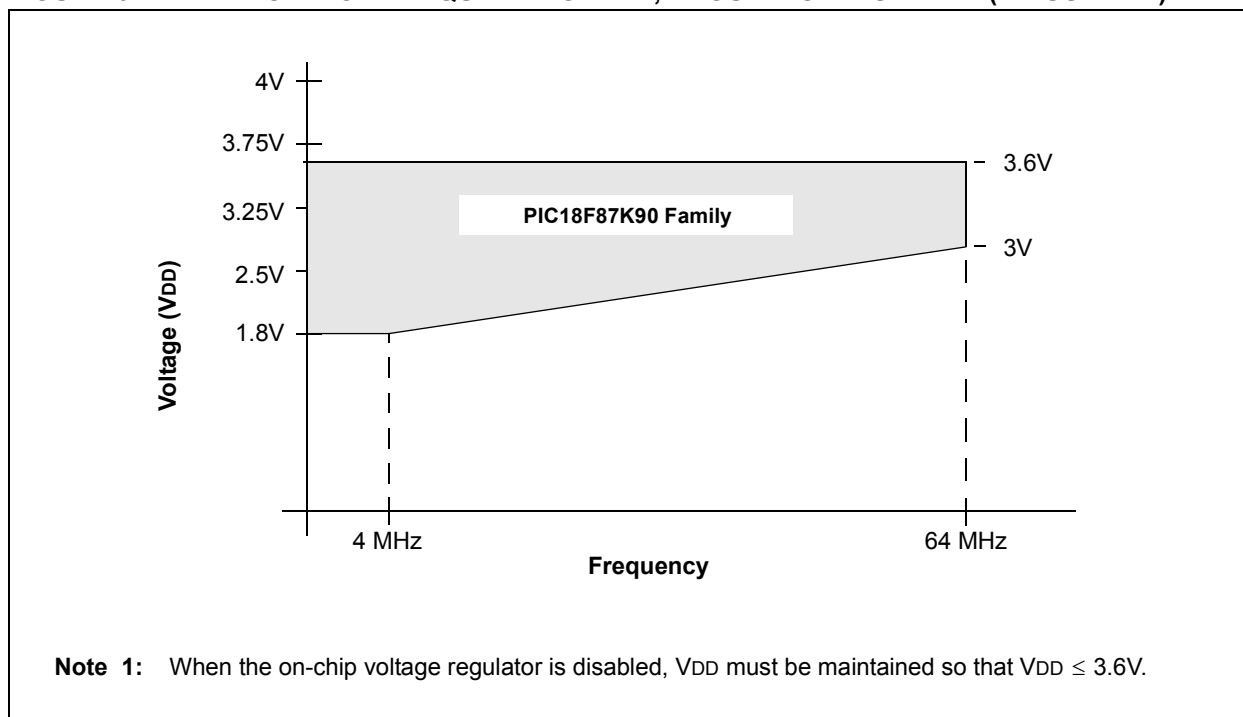 4V
3.75V
3.6V
3.25V
PIC18F87K90 Family
3V
2.5V
1.8V
Voltage (VDD)
4 MHz
64 MHz
Frequency
Note 1: When the on-chip voltage regulator is disabled, VDD must be maintained so that VDD ≤ 3.6V.